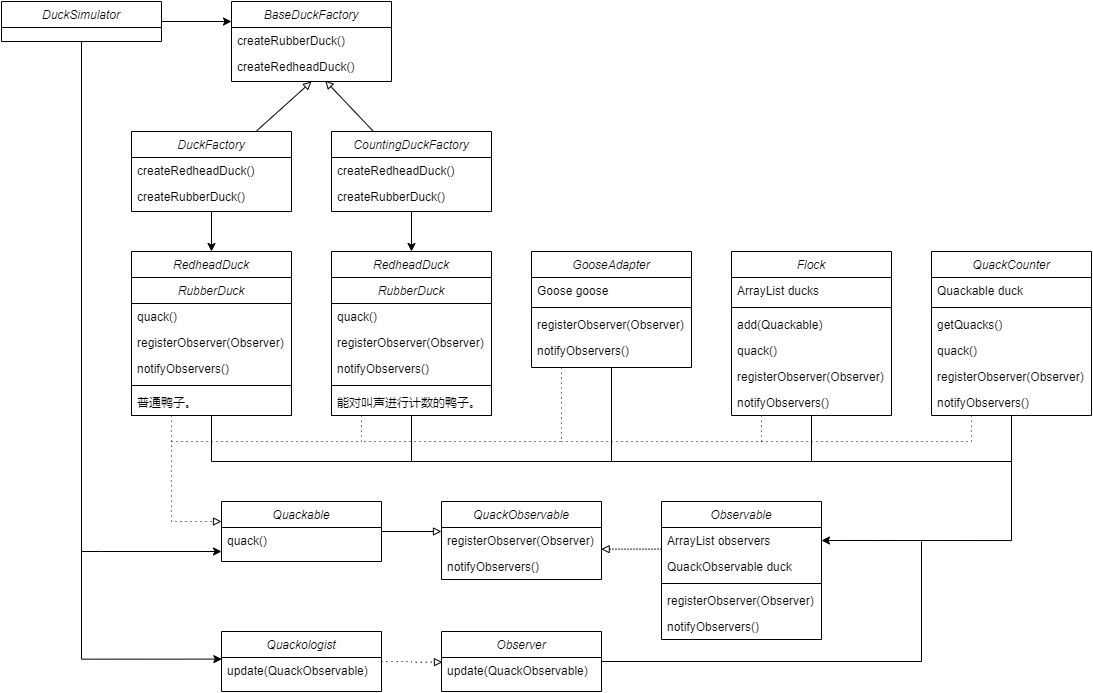 DuckSimulator
BaseDuckFactory
createRubberDuck()
createRedheadDuck()
DuckFactory
createRedheadDuck()
createRubberDuck()
CountingDuckFactory
createRedheadDuck()
createRubberDuck()
RedheadDuck
RubberDuck
quack()
registerObserver(Observer)
notifyObservers()
普通鸭子。
RedheadDuck
RubberDuck
quack()
registerObserver(Observer)
notifyObservers()
能对叫声进行计数的鸭子。
GooseAdapter
Goose goose
registerObserver(Observer)
notifyObservers()
Flock
ArrayList ducks
add(Quackable)
quack()
registerObserver(Observer)
notifyObservers()
QuackCounter
Quackable duck
getQuacks()
quack()
registerObserver(Observer)
notifyObservers()
Quackable
quack()
QuackObservable
registerObserver(Observer)
notifyObservers()
Observable
ArrayList observers
QuackObservable duck
registerObserver(Observer)
notifyObservers()
Quackologist
update(QuackObservable)
Observer
update(QuackObservable)